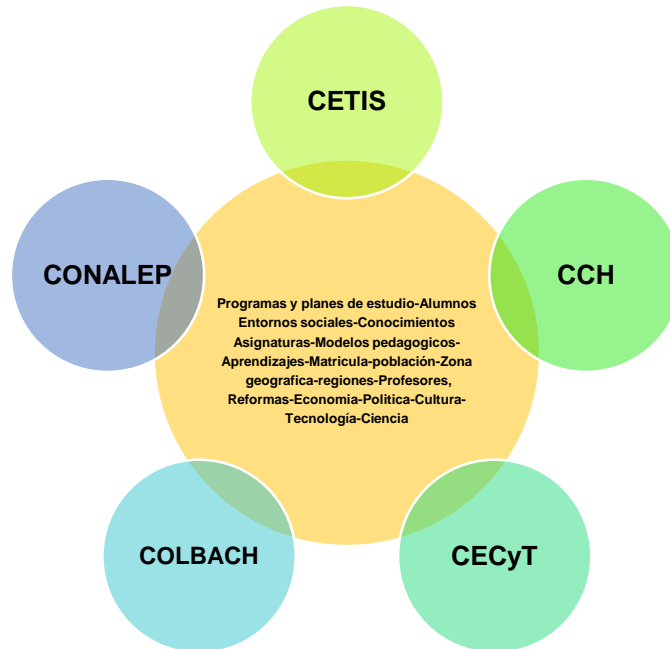 CETIS
CONALEP
CCH
Programas y planes de estudio-Alumnos
Entornos sociales-Conocimientos
Asignaturas-Modelos pedagogicos-
Aprendizajes-Matricula-población-Zona
geografica-regiones-Profesores,
Reformas-Economia-Politica-Cultura-
Tecnología-Ciencia
COLBACH
CECyT